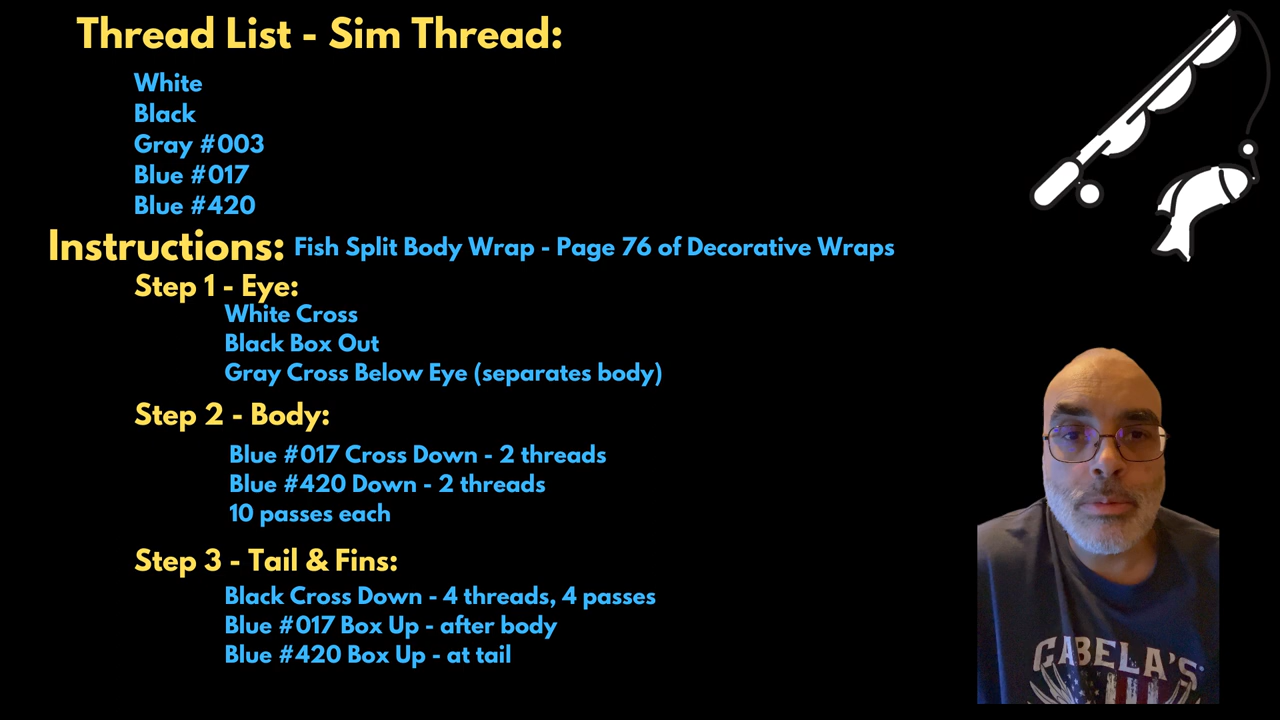 Thread List - Sim Thread:
White
Black
Gray #003
Blue #017
Blue #420
Instructions: Fish Split Body Wrap - Page 76 of Decorative Wraps
Step 1 - Eye:
White Cross
Black Box Out
Gray Cross Below Eye (separates body)
Step 2 - Body:
Blue #017 Cross Down - 2 threads
Blue #420 Down - 2 threads
10 passes each
Step 3 - Tail & Fins:
Black Cross Down - 4 threads, 4 passes
Blue #017 Box Up - after body
Blue #420 Box Up - at tail
CABELA'S